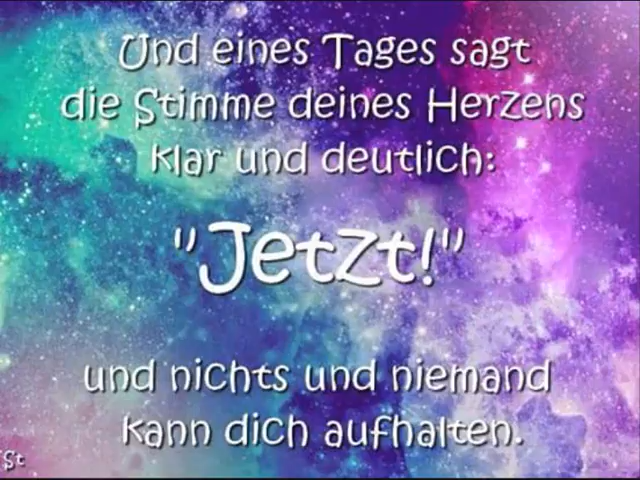 Und eines Tages sagt
die Stimme deines Herzens
klar und deutlich:
"Jetzt!"
und nichts und niemand
kann dich aufhalten.
St